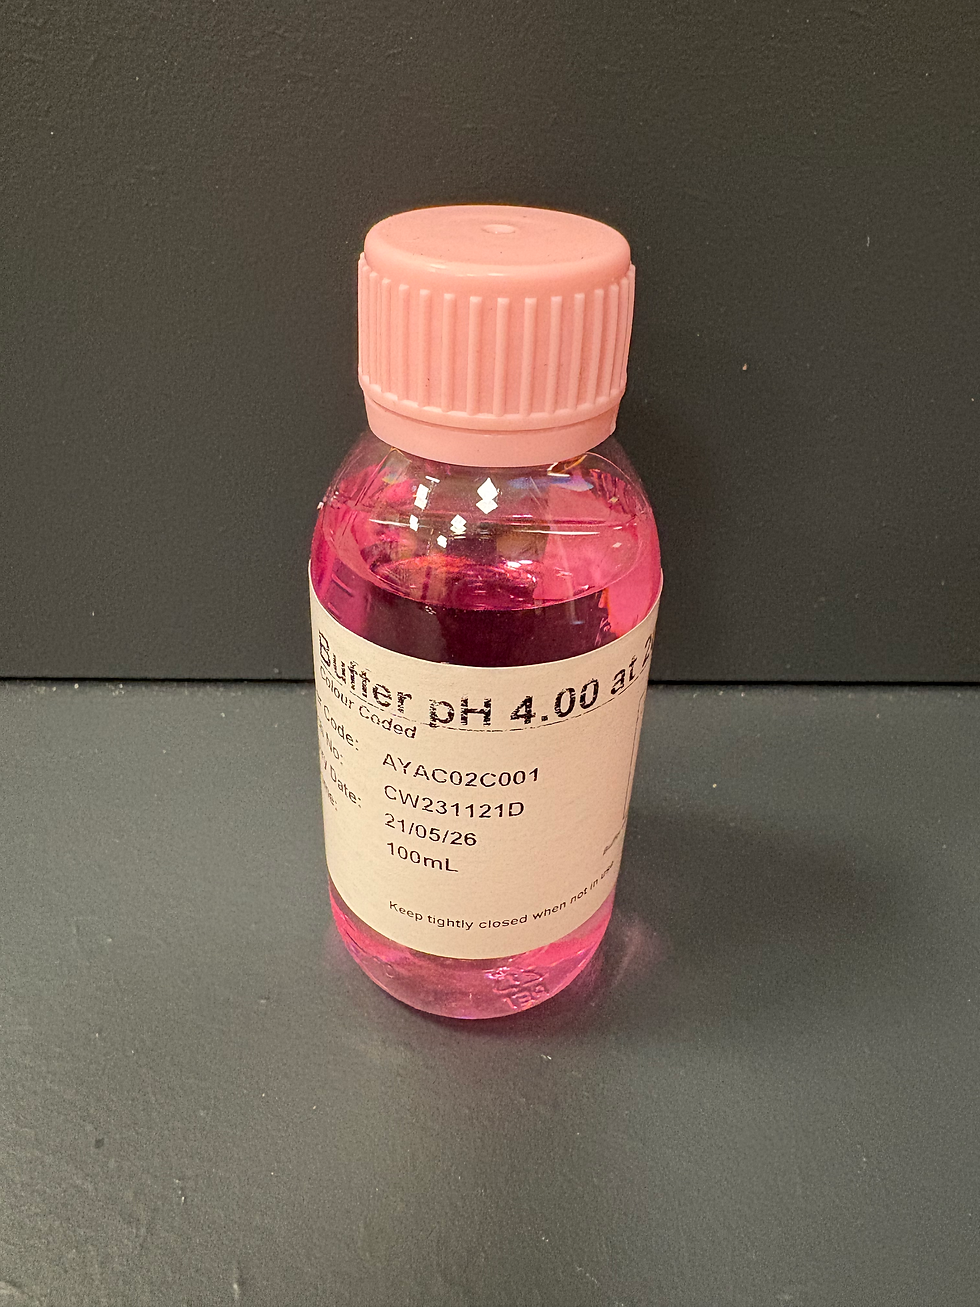 Buffer pH 4.00 at
Colour Coded
Code: AYAC02C001
No: CW231121D
Date: 21/05/26
100mL
Keep tightly closed when not in use